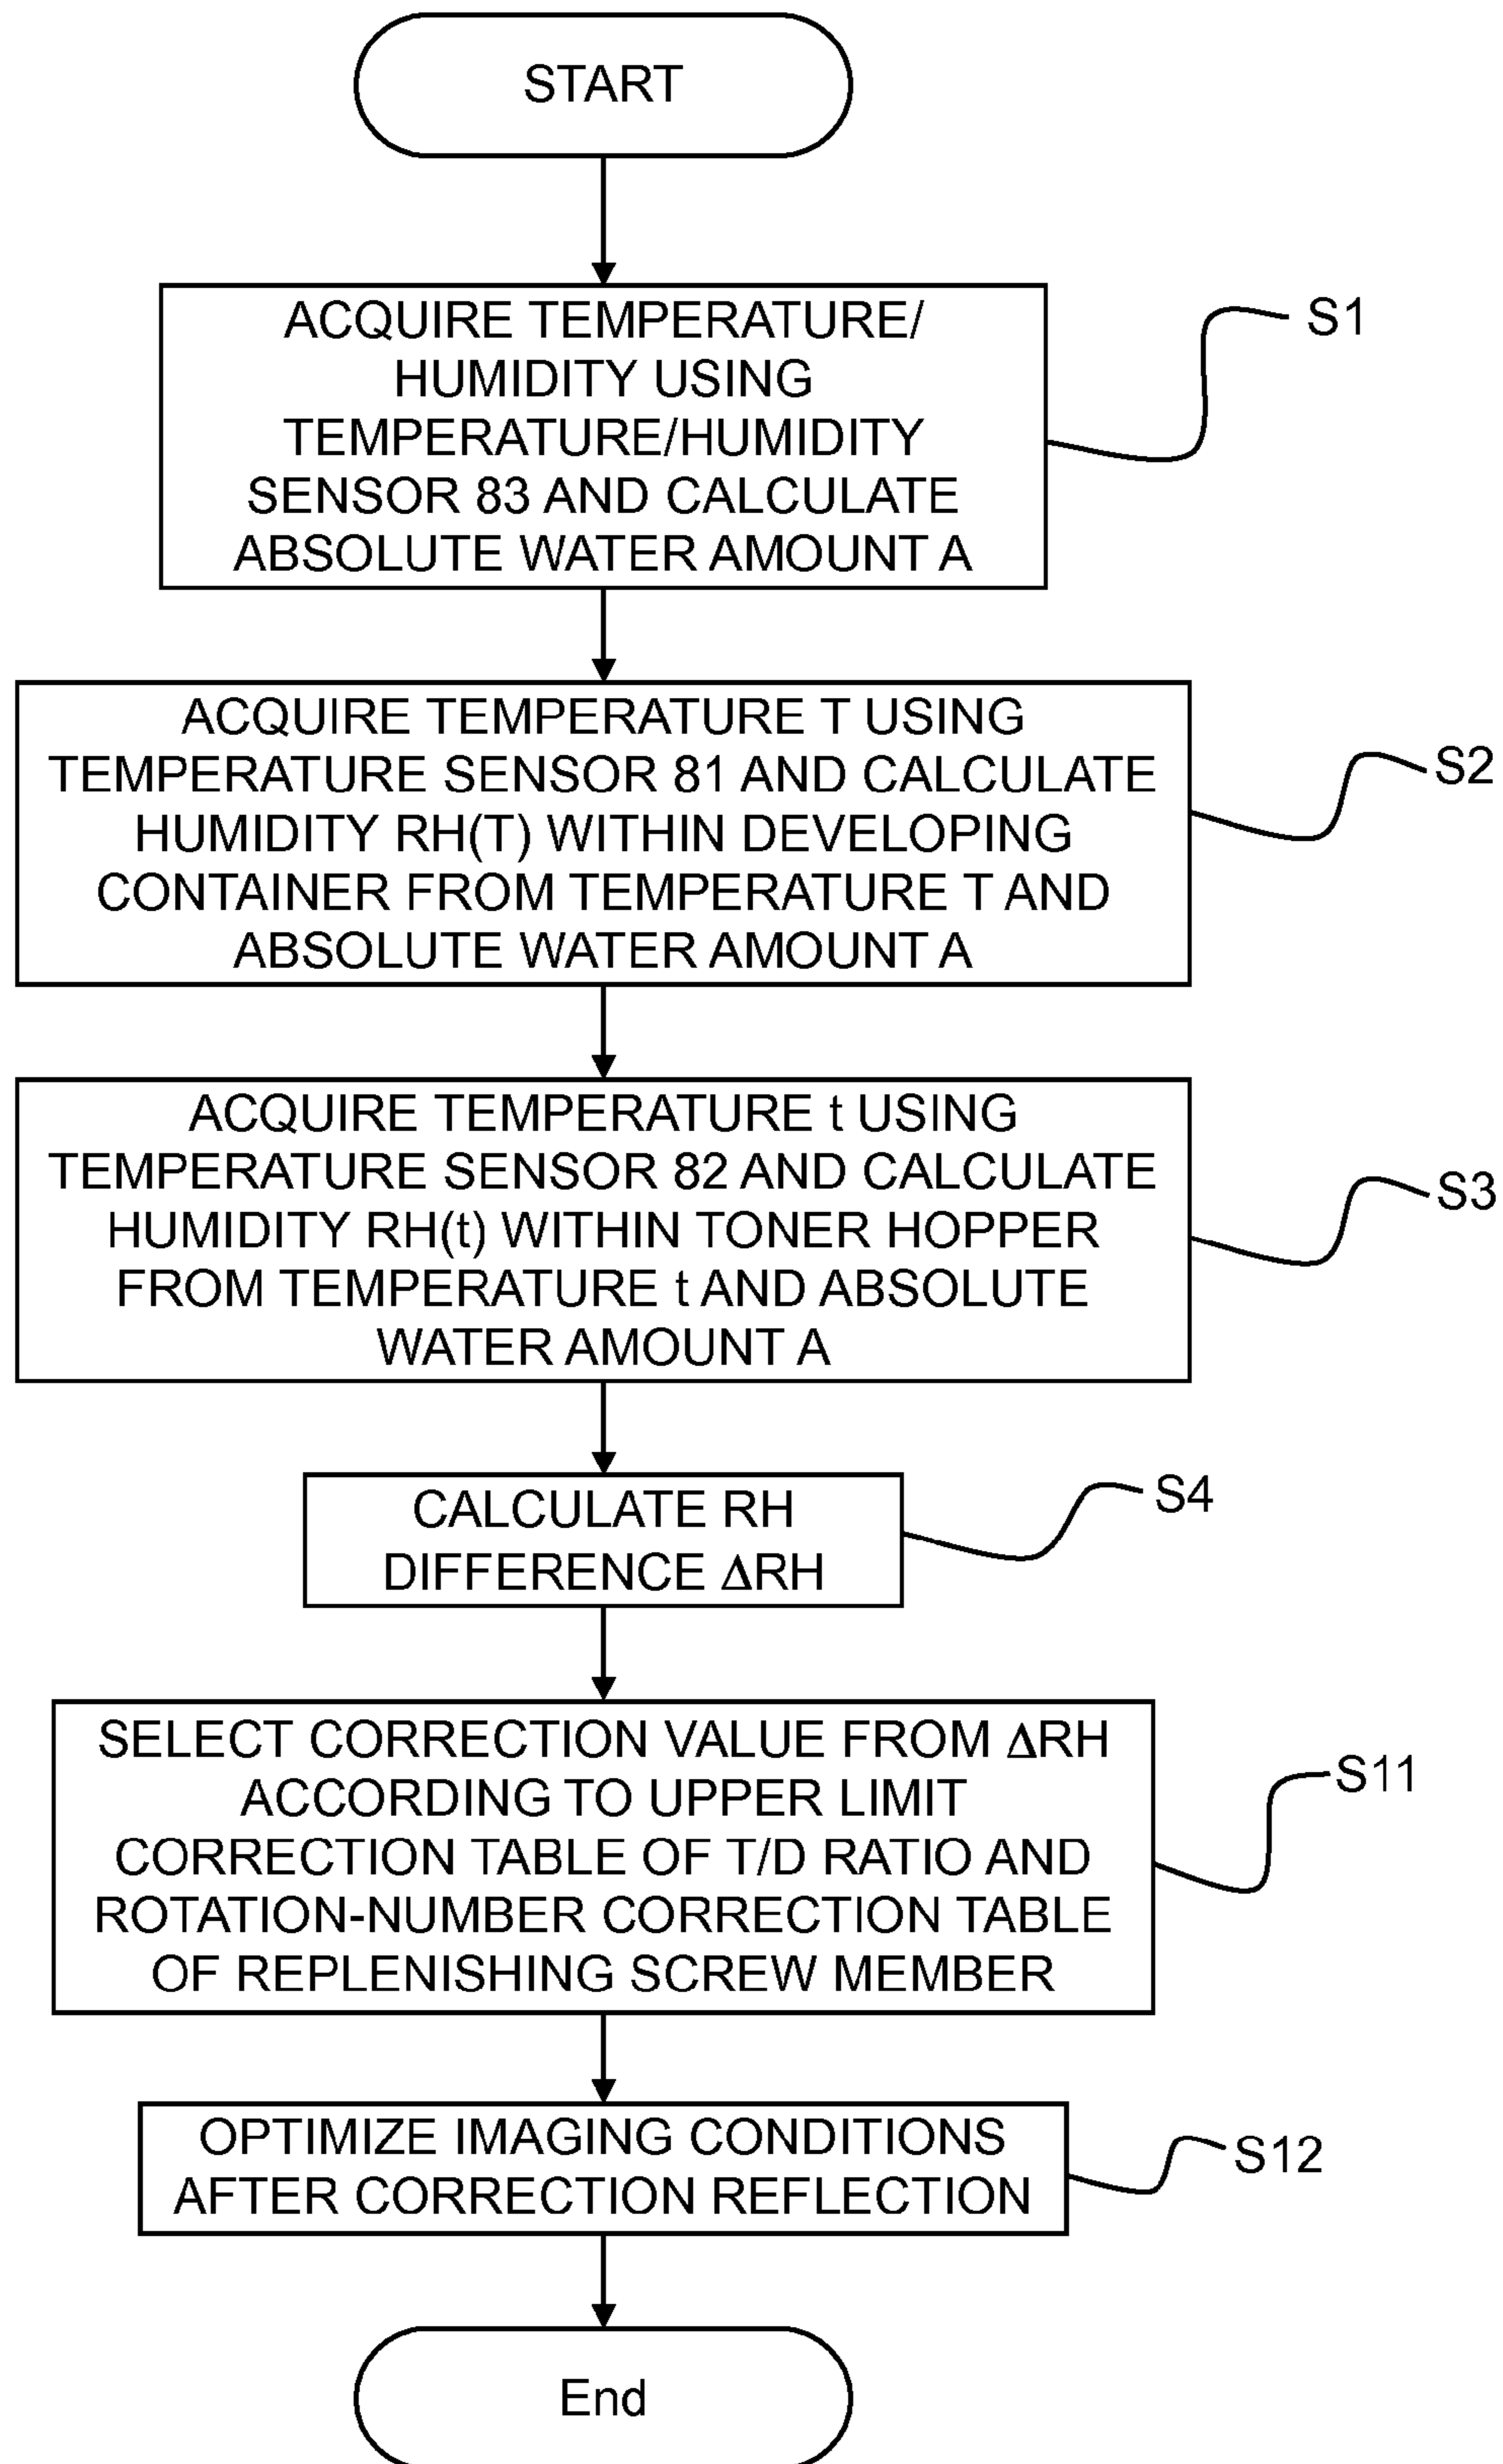 START
ACQUIRE TEMPERATURE/
HUMIDITY USING
TEMPERATURE/HUMIDITY
SENSOR 83 AND CALCULATE
ABSOLUTE WATER AMOUNT A
S1
ACQUIRE TEMPERATURE T USING
TEMPERATURE SENSOR 81 AND CALCULATE
HUMIDITY RH(T) WITHIN DEVELOPING
CONTAINER FROM TEMPERATURE T AND
ABSOLUTE WATER AMOUNT A
S2
ACQUIRE TEMPERATURE t USING
TEMPERATURE SENSOR 82 AND CALCULATE
HUMIDITY RH(t) WITHIN TONER HOPPER
FROM TEMPERATURE t AND ABSOLUTE
WATER AMOUNT A
S3
CALCULATE RH
DIFFERENCE ΔRH
S4
SELECT CORRECTION VALUE FROM ΔRH
ACCORDING TO UPPER LIMIT
CORRECTION TABLE OF T/D RATIO AND
ROTATION-NUMBER CORRECTION TABLE
OF REPLENISHING SCREW MEMBER
S11
OPTIMIZE IMAGING CONDITIONS
AFTER CORRECTION REFLECTION
S12
End